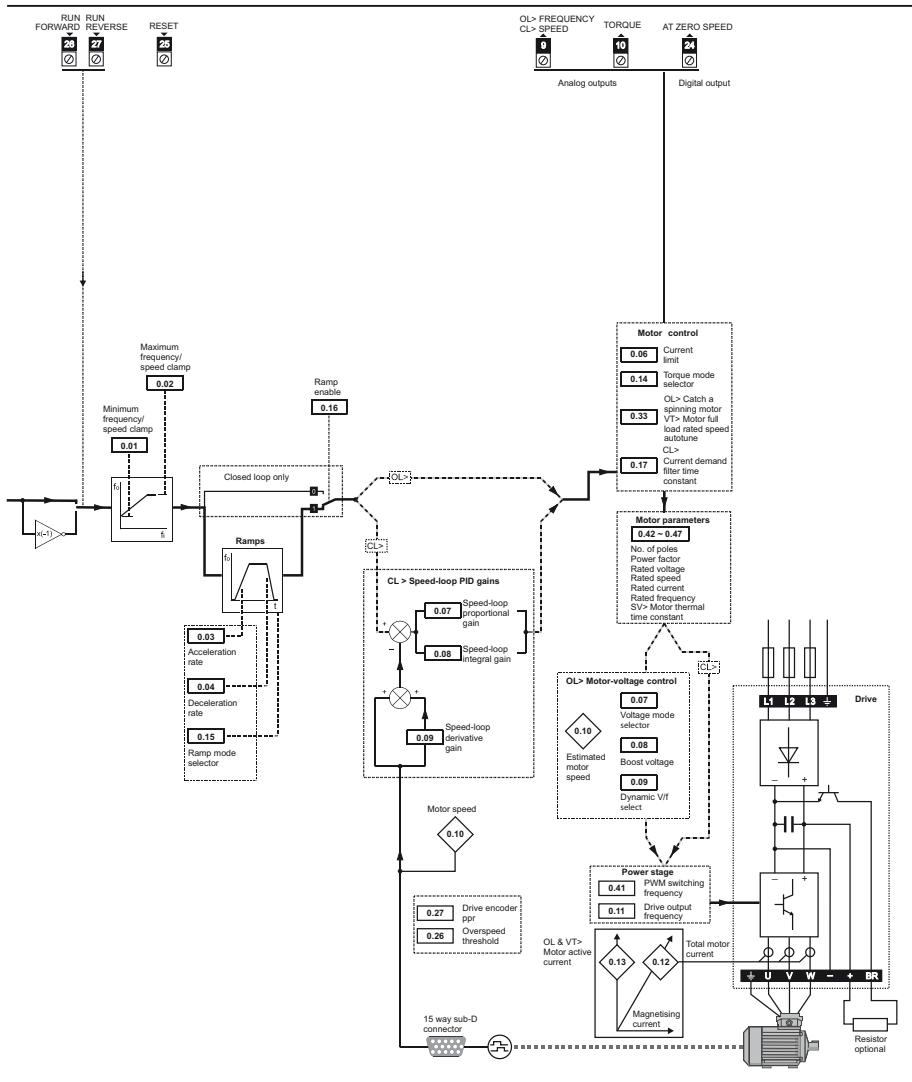 RUN
FORWARD
RUN
REVERSE
RESET
26
27
25
OL> FREQUENCY
CL> SPEED
TORQUE
AT ZERO SPEED
9
10
24
Analog outputs
Digital output
Maximum
frequency/
speed clamp
0.02
Minimum
frequency/
speed clamp
0.01
Ramp
enable
0.16
Closed loop only
0
1
x(-1)
Ramps
t
0.03
Acceleration
rate
0.04
Deceleration
rate
0.15
Ramp mode
selector
OL>
CL>
CL > Speed-loop PID gains
+
−
0.07
Speed-loop
proportional
gain
0.08
Speed-loop
integral gain
+ +
0.09
Speed-loop
derivative
gain
Motor speed
0.10
0.27
Drive encoder
ppr
0.26
Overspeed
threshold
15 way sub-D
connector
Motor control
0.06
Current
limit
0.14
Torque mode
selector
0.33
OL> Catch a
spinning motor
VT> Motor full
load rated speed
autotune
0.17
CL>
Current demand
filter time
constant
Motor parameters
0.42 ~ 0.47
No. of poles
Power factor
Rated voltage
Rated speed
Rated current
Rated frequency
SV> Motor thermal
time constant
CL>
OL> Motor-voltage control
0.10
Estimated
motor
speed
0.07
Voltage mode
selector
0.08
Boost voltage
0.09
Dynamic V/f
select
Power stage
0.41
PWM switching
frequency
0.11
Drive output
frequency
OL & VT>
Motor active
current
0.13
0.12
Total motor
current
Magnetising
current
L1 L2 L3
Drive
− +
− +
U V W − + BR
Resistor
optional